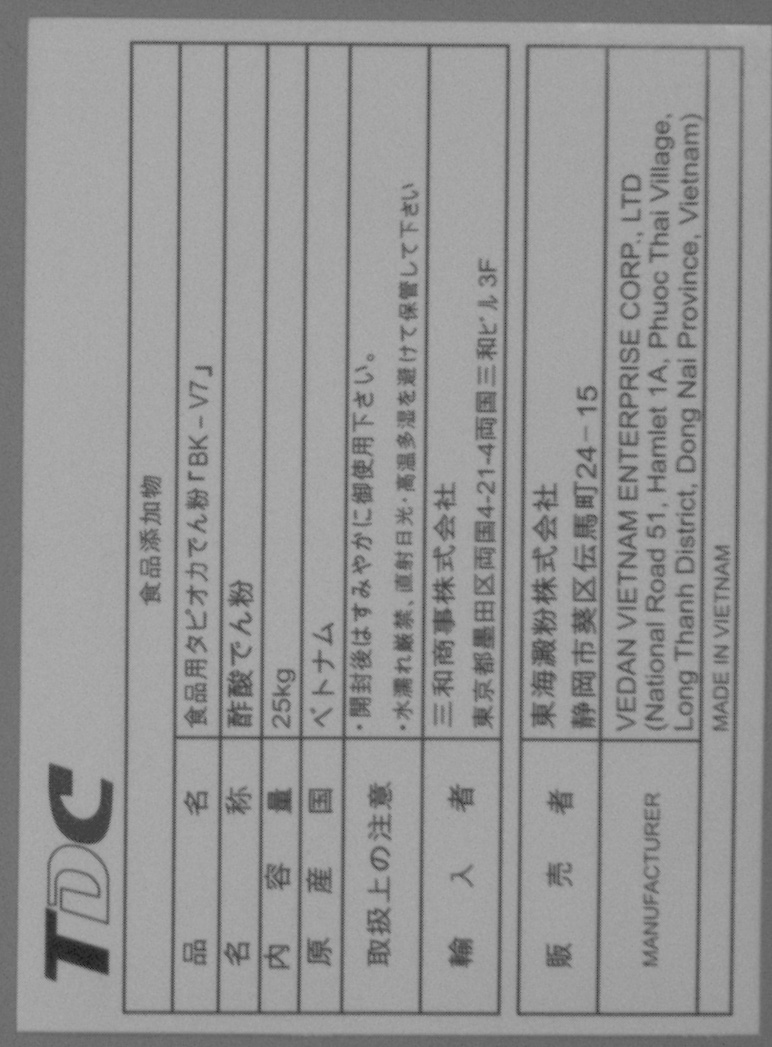 TDC
食品添加物
品名 食品用タピオカでん粉「BK－V7」
名称 酢酸でん粉
内容量 25kg
原産国 ベトナム
取扱上の注意 ・開封後はすみやかに御使用下さい。
・水濡れ厳禁、直射日光・高温多湿を避けて保管して下さい
輸入者 三和商事株式会社
東京都墨田区両国4-21-4両国三和ビル3F
販売者 東海澱粉株式会社
静岡市葵区伝馬町24－15
MANUFACTURER VEDAN VIETNAM ENTERPRISE CORP., LTD
(National Road 51, Hamlet 1A, Phuoc Thai Village,
Long Thanh District, Dong Nai Province, Vietnam)
MADE IN VIETNAM